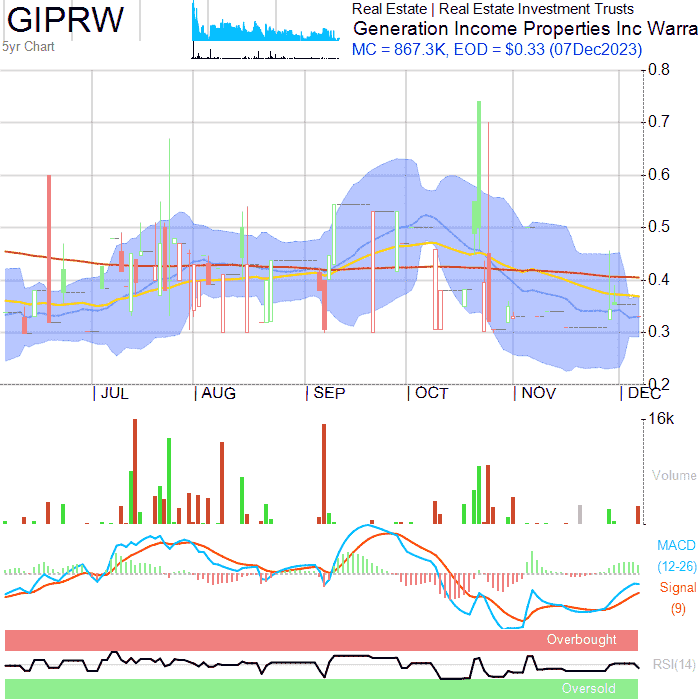 GIPRW
5yr Chart
Real Estate | Real Estate Investment Trusts
Generation Income Properties Inc Warra
MC = 867.3K, EOD = $0.33 (07Dec2023)
0.8
0.7
0.6
0.5
0.4
0.3
0.2
JUL AUG SEP OCT NOV DEC
16k
Volume
MACD
(12-26)
Signal
(9)
Overbought
RSI(14)
Oversold